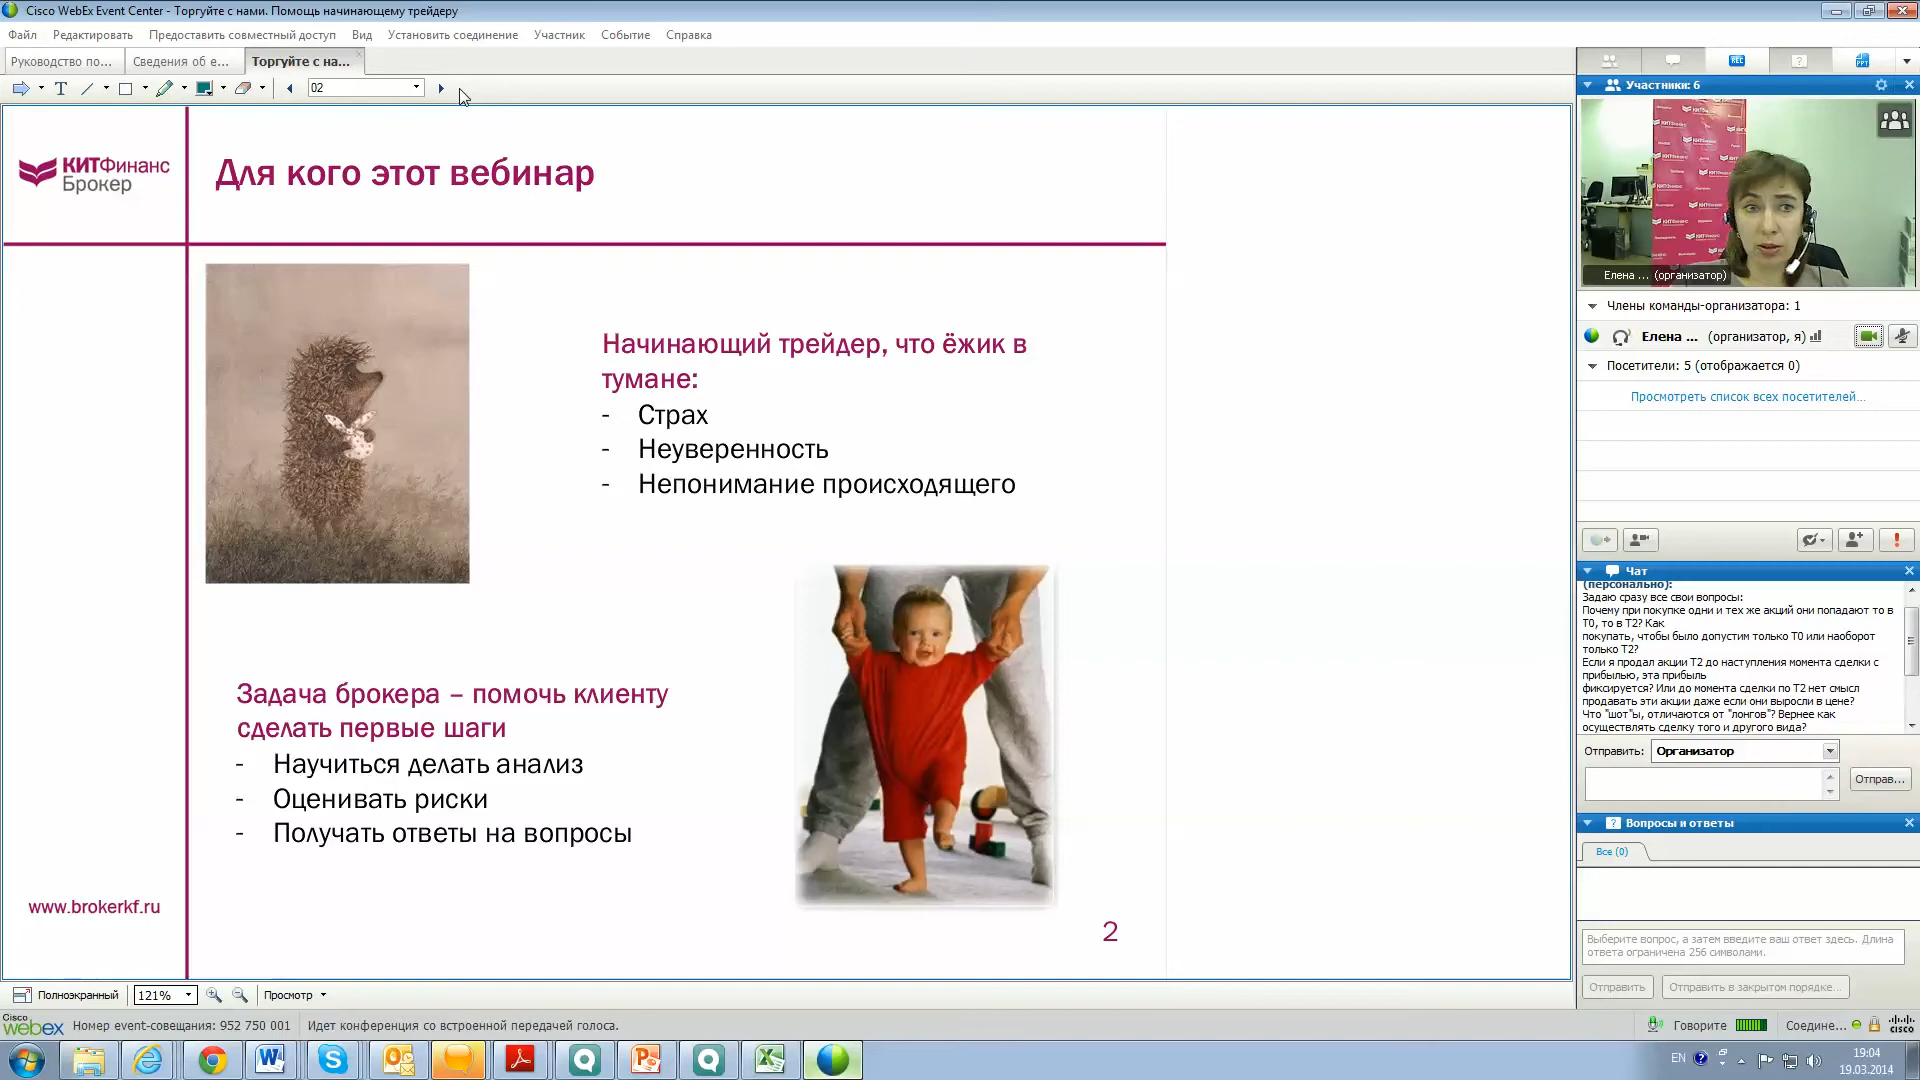 Cisco WebEx Event Center - Торгуйте с нами. Помощь начинающему трейдеру
Файл Редактировать Предоставить совместный доступ Вид Установить соединение Участник Событие Справка
Руководство по... Сведения об е... Торгуйте с на...
02
КИТФинанс
Брокер
Для кого этот вебинар
Начинающий трейдер, что ёжик в
тумане:
- Страх
- Неуверенность
- Непонимание происходящего
Задача брокера – помочь клиенту
сделать первые шаги
- Научиться делать анализ
- Оценивать риски
- Получать ответы на вопросы
www.brokerkf.ru
2
REC
PPT
Участники: 6
Елена ... (организатор)
Члены команды-организатора: 1
Елена ... (организатор, я)
Посетители: 5 (отображается 0)
Просмотреть список всех посетителей...
Чат
(персонально):
Задаю сразу все свои вопросы:
Почему при покупке одни и тех же акций они попадают то в
Т0, то в Т2? Как
покупать, чтобы было допустим только Т0 или наоборот
только Т2?
Если я продал акции Т2 до наступления момента сделки с
прибылью, эта прибыль
фиксируется? Или до момента сделки по Т2 нет смысл
продавать эти акции даже если они выросли в цене?
Что "шот"ы, отличаются от "лонгов"? Вернее как
осуществлять сделку того и другого вида?
Отправить: Организатор
Отправ...
Вопросы и ответы
Все (0)
Выберите вопрос, а затем введите ваш ответ здесь. Длина
ответа ограничена 256 символами.
Отправить Отправить в закрытом порядке...
Полноэкранный 121% Просмотр
Cisco
webex Номер event-совещания: 952 750 001 Идет конференция со встроенной передачей голоса.
Говорите Соедине... cisco
EN 19:04
19.03.2014